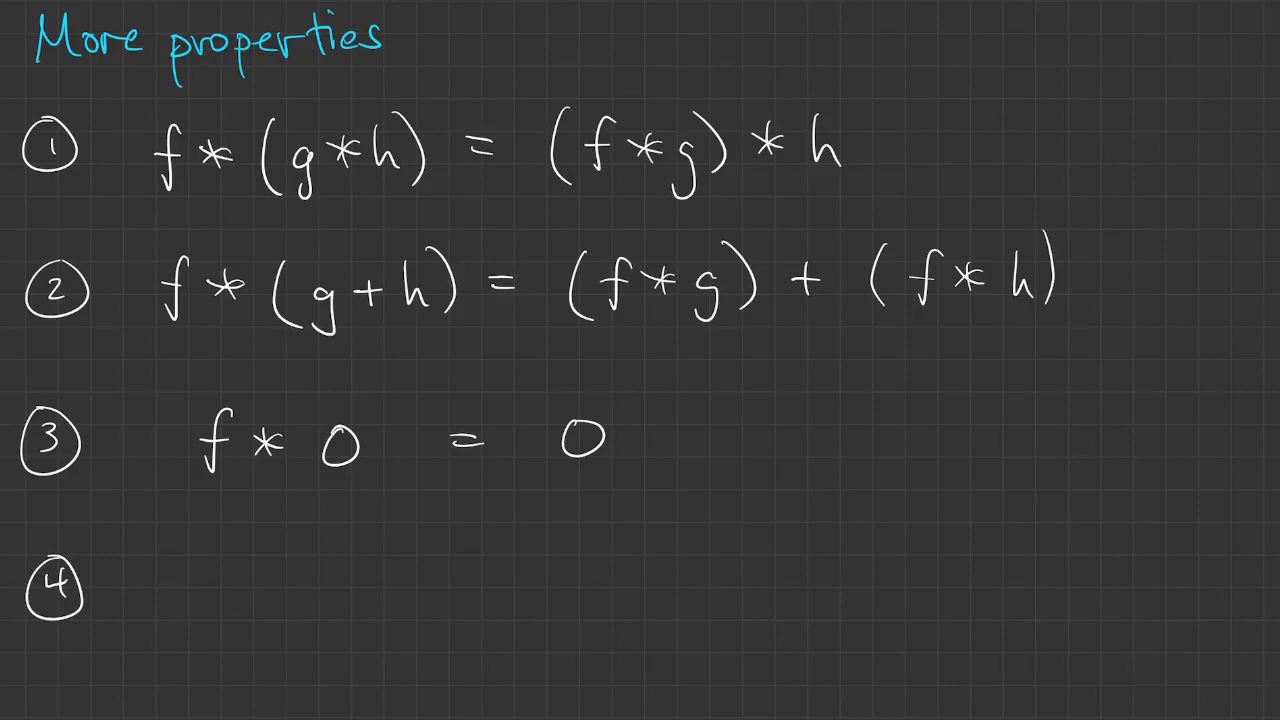 More properties
① f * (g * h) = (f * g) * h
② f * (g + h) = (f * g) + (f * h)
③ f * 0 = 0
④